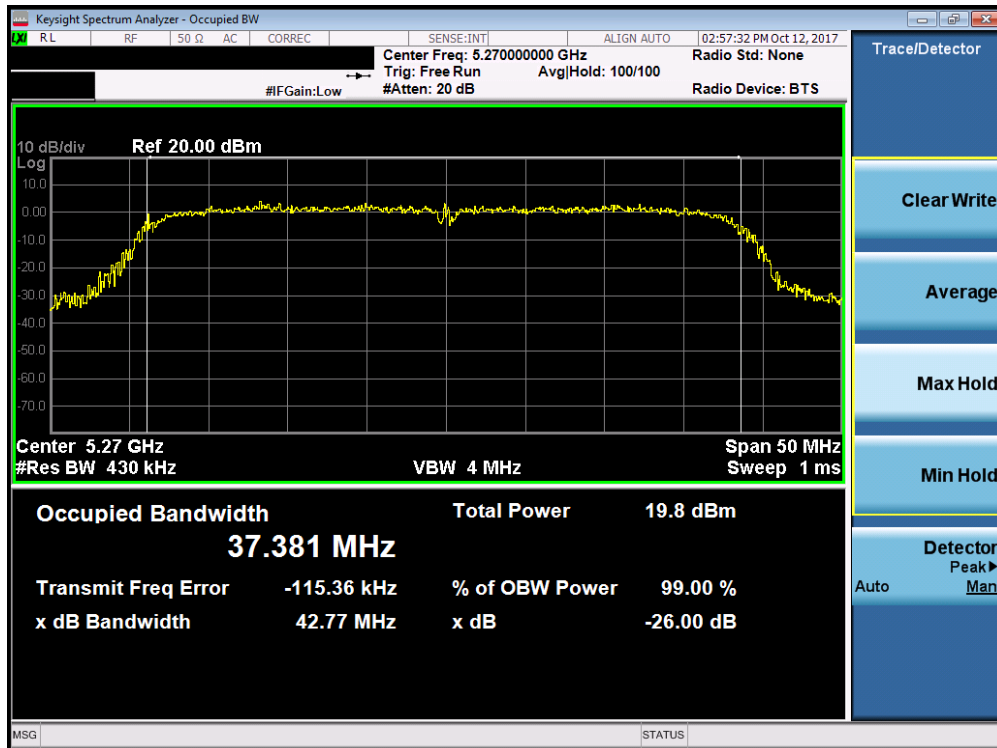 Keysight Spectrum Analyzer - Occupied BW
LXI RL RF 50 Ω AC CORREC SENSE:INT ALIGN AUTO 02:57:32 PM Oct 12, 2017
Center Freq: 5.270000000 GHz Radio Std: None
Trig: Free Run Avg|Hold: 100/100
#IFGain:Low #Atten: 20 dB Radio Device: BTS
10 dB/div Ref 20.00 dBm
Log
10.0
0.00
-10.0
-20.0
-30.0
-40.0
-50.0
-60.0
-70.0
Center 5.27 GHz Span 50 MHz
#Res BW 430 kHz VBW 4 MHz Sweep 1 ms
Occupied Bandwidth Total Power 19.8 dBm
37.381 MHz
Transmit Freq Error -115.36 kHz % of OBW Power 99.00 %
x dB Bandwidth 42.77 MHz x dB -26.00 dB
MSG STATUS
Trace/Detector
Clear Write
Average
Max Hold
Min Hold
Detector
Peak▶
Auto Man